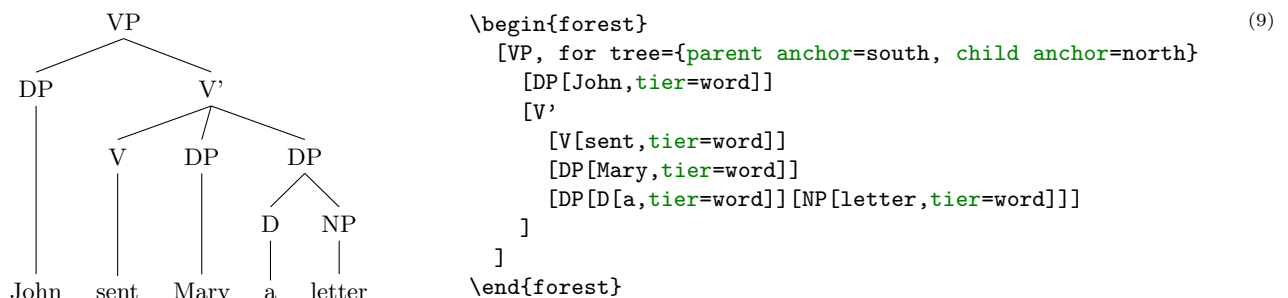 VP
DP V'
V DP DP
D NP
John sent Mary a letter
\begin{forest}
[VP, for tree={parent anchor=south, child anchor=north}
[DP[John,tier=word]]
[V'
[V[sent,tier=word]]
[DP[Mary,tier=word]]
[DP[D[a,tier=word]][NP[letter,tier=word]]]
]
]
\end{forest}
(9)